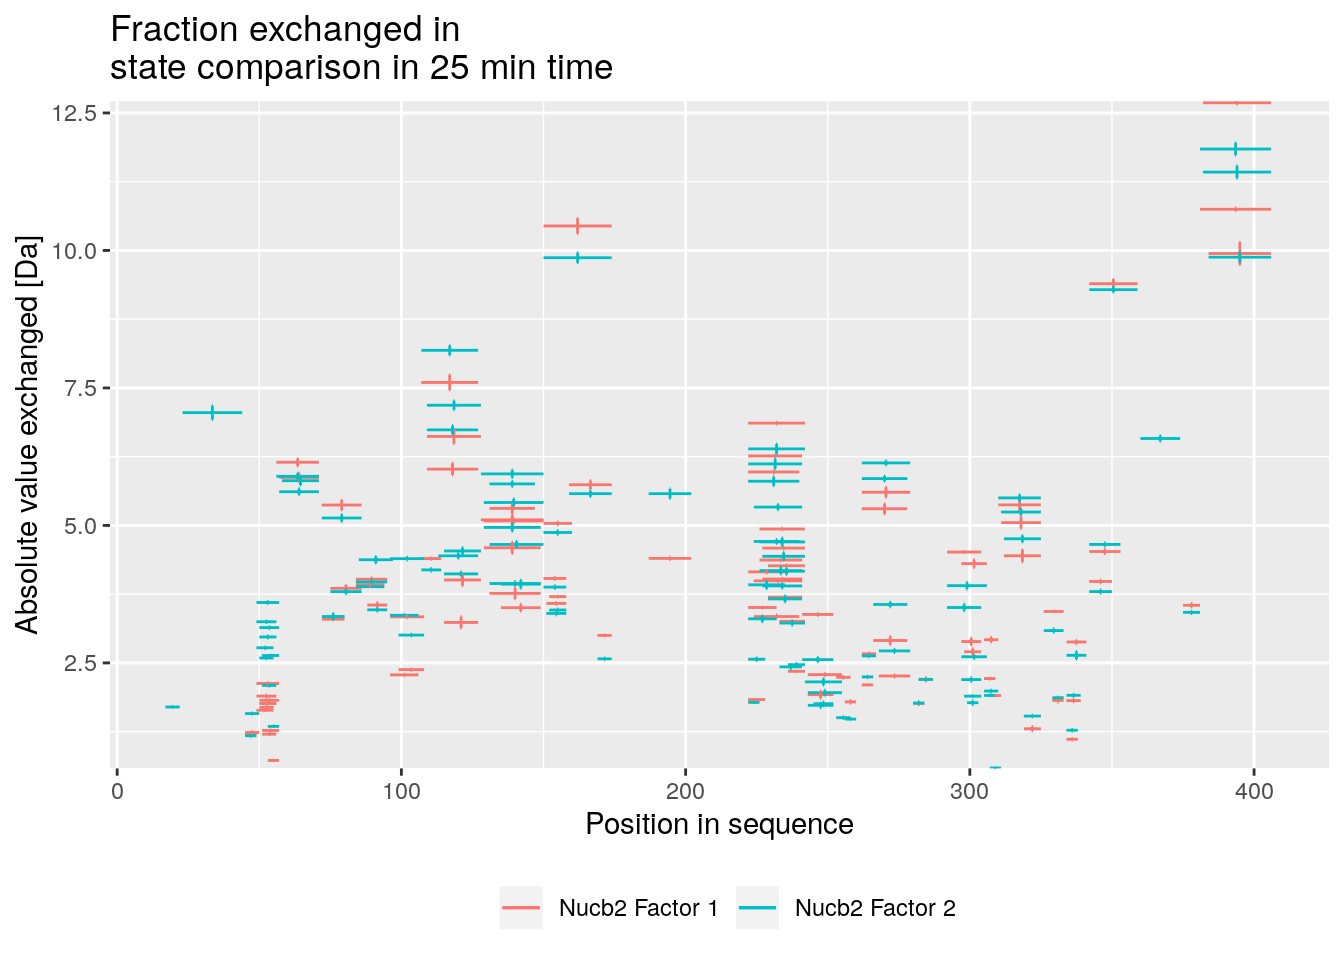 Fraction exchanged in
state comparison in 25 min time
Absolute value exchanged [Da]
12.5
10.0
7.5
5.0
2.5
0 100 200 300 400
Position in sequence
Nucb2 Factor 1 Nucb2 Factor 2